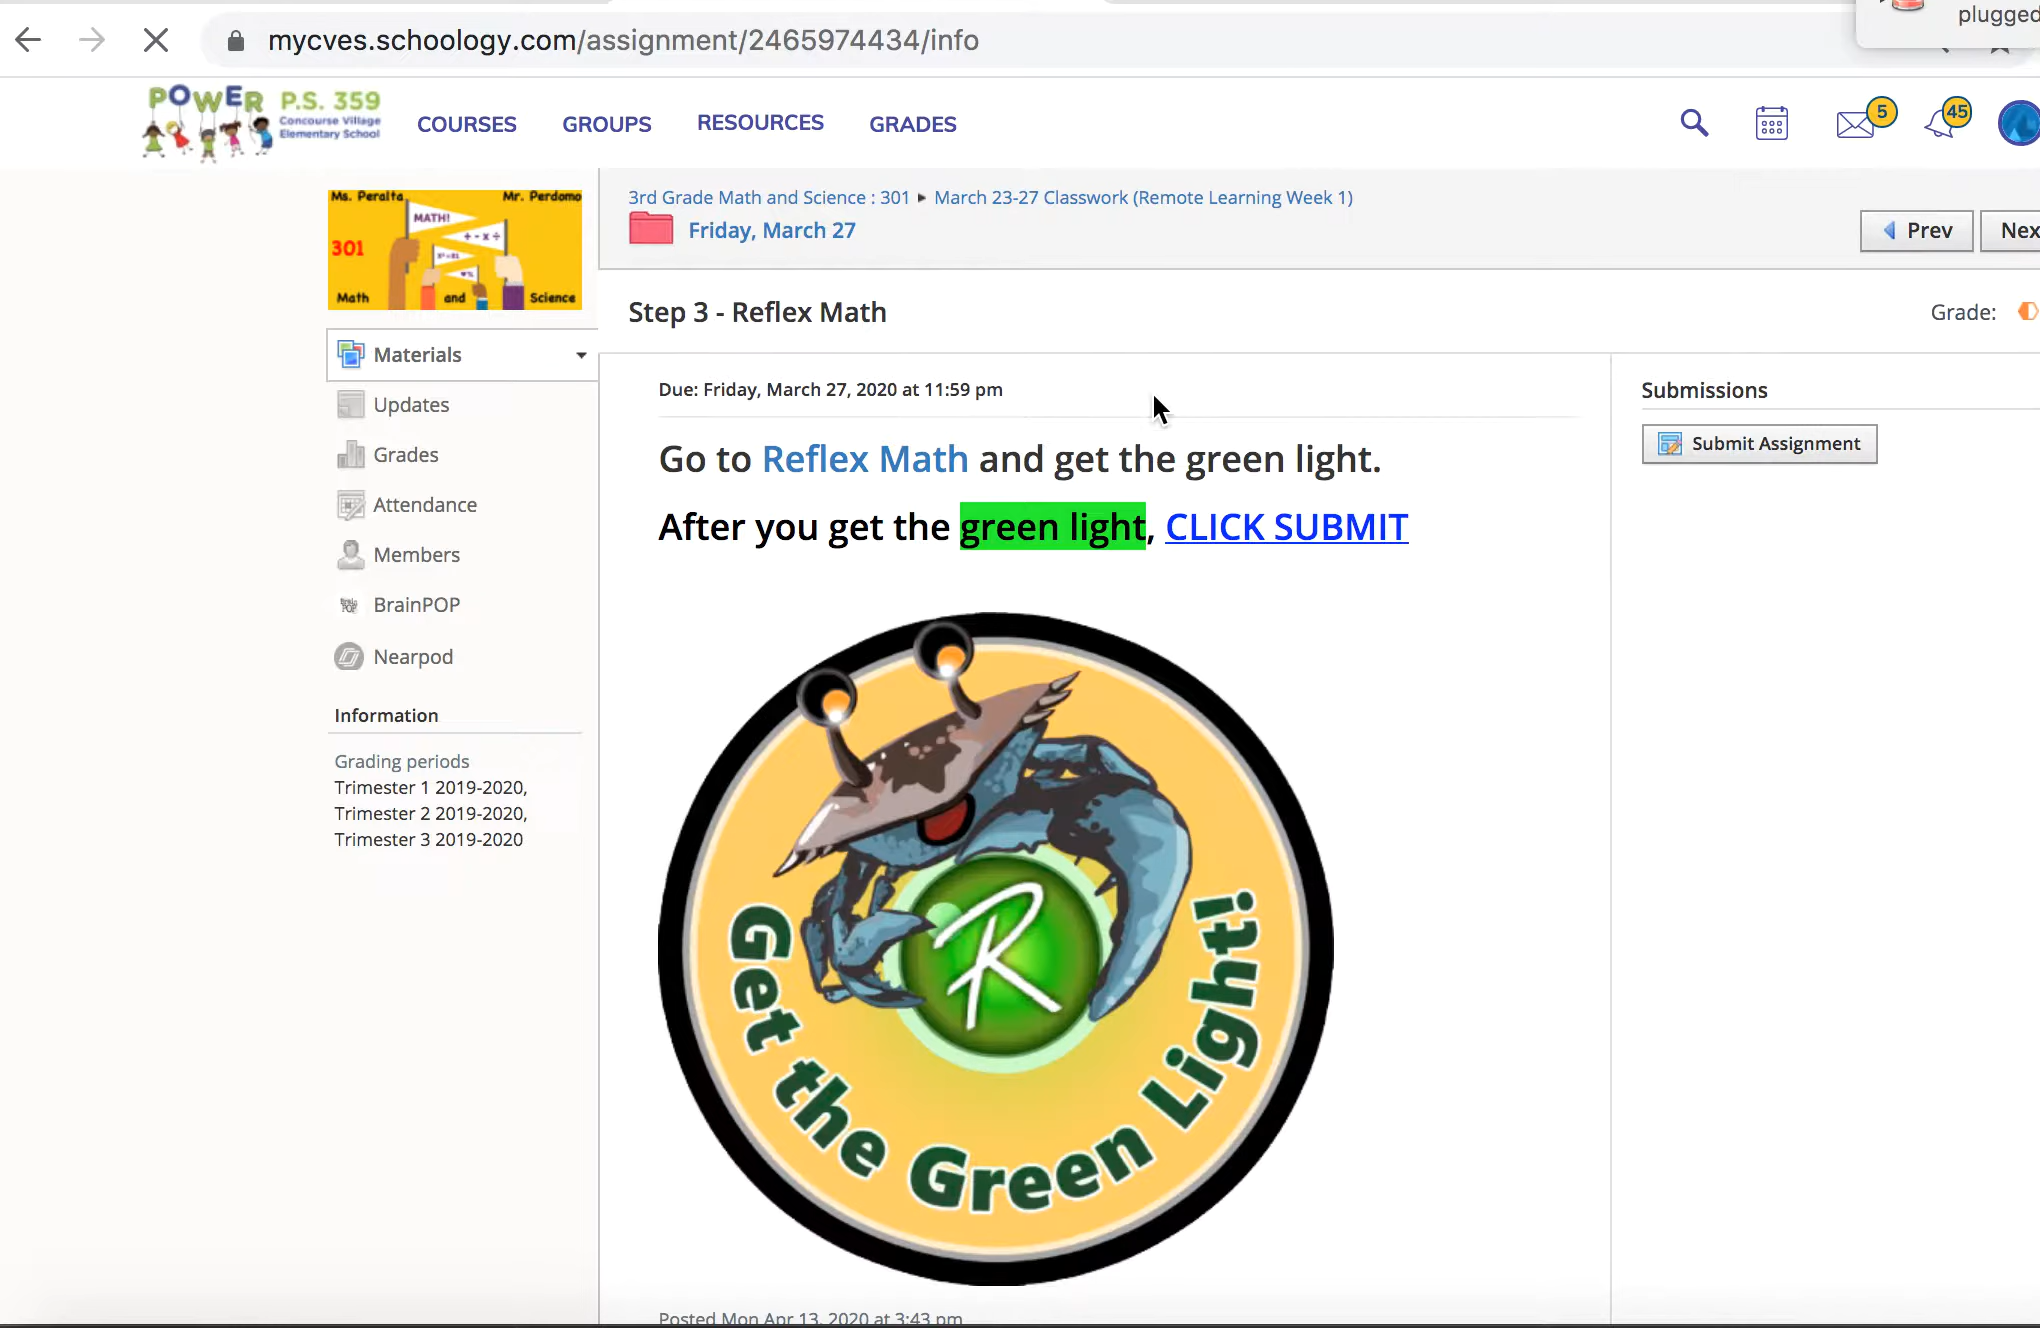 plugged
mycves.schoology.com/assignment/2465974434/info
POWER P.S. 359
Concourse Village
Elementary School
COURSES
GROUPS
RESOURCES
GRADES
5
45
Ms. Peralta
Mr. Perdomo
MATH!
+ - x ÷
301
Math
and
Science
3rd Grade Math and Science : 301 ▸ March 23-27 Classwork (Remote Learning Week 1)
Friday, March 27
Prev
Nex
Step 3 - Reflex Math
Grade:
Materials
Updates
Grades
Attendance
Members
BrainPOP
Nearpod
Information
Grading periods
Trimester 1 2019-2020,
Trimester 2 2019-2020,
Trimester 3 2019-2020
Due: Friday, March 27, 2020 at 11:59 pm
Go to Reflex Math and get the green light.
After you get the green light, CLICK SUBMIT
R
Get the Green Light!
Posted Mon Apr 13, 2020 at 3:43 pm
Submissions
Submit Assignment